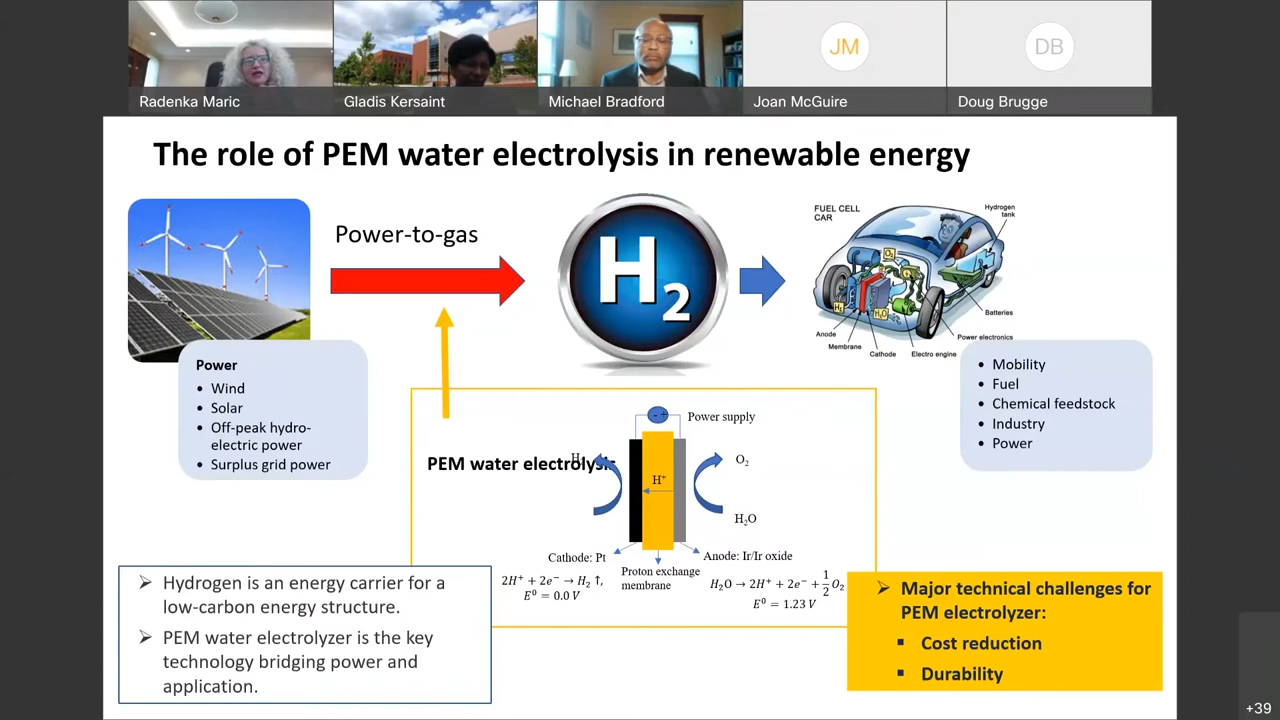 JM
DB
Radenka Maric
Gladis Kersaint
Michael Bradford
Joan McGuire
Doug Brugge
The role of PEM water electrolysis in renewable energy
Power-to-gas
H2
FUEL CELL
CAR
Hydrogen
tank
O2
H2
H2O
Batteries
Power electronics
Anode
Membrane
Cathode
Electro engine
Power
• Wind
• Solar
• Off-peak hydro-
electric power
• Surplus grid power
• Mobility
• Fuel
• Chemical feedstock
• Industry
• Power
- +
Power supply
PEM water electrolysis
H
O₂
H⁺
H₂O
Cathode: Pt
Proton exchange
membrane
Anode: Ir/Ir oxide
2H⁺ + 2e⁻ → H₂ ↑,
E⁰ = 0.0 V
H₂O → 2H⁺ + 2e⁻ + 1/2 O₂
E⁰ = 1.23 V
➢ Hydrogen is an energy carrier for a
low-carbon energy structure.
➢ PEM water electrolyzer is the key
technology bridging power and
application.
➢ Major technical challenges for
PEM electrolyzer:
▪ Cost reduction
▪ Durability
+39